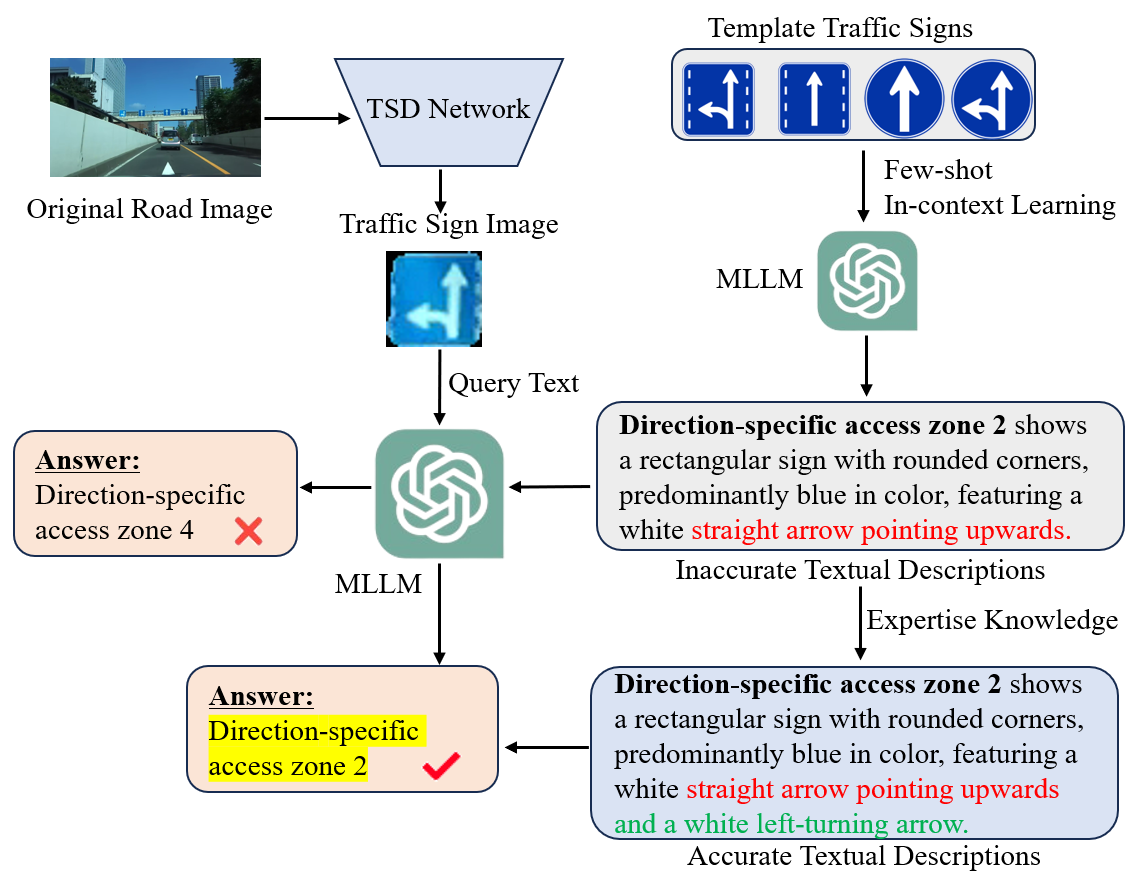 Template Traffic Signs
TSD Network
Original Road Image
Few-shot
In-context Learning
Traffic Sign Image
MLLM
Query Text
Direction-specific access zone 2 shows
a rectangular sign with rounded corners,
predominantly blue in color, featuring a
white straight arrow pointing upwards.
Inaccurate Textual Descriptions
Answer:
Direction-specific
access zone 4
MLLM
Expertise Knowledge
Answer:
Direction-specific
access zone 2
Direction-specific access zone 2 shows
a rectangular sign with rounded corners,
predominantly blue in color, featuring a
white straight arrow pointing upwards
and a white left-turning arrow.
Accurate Textual Descriptions